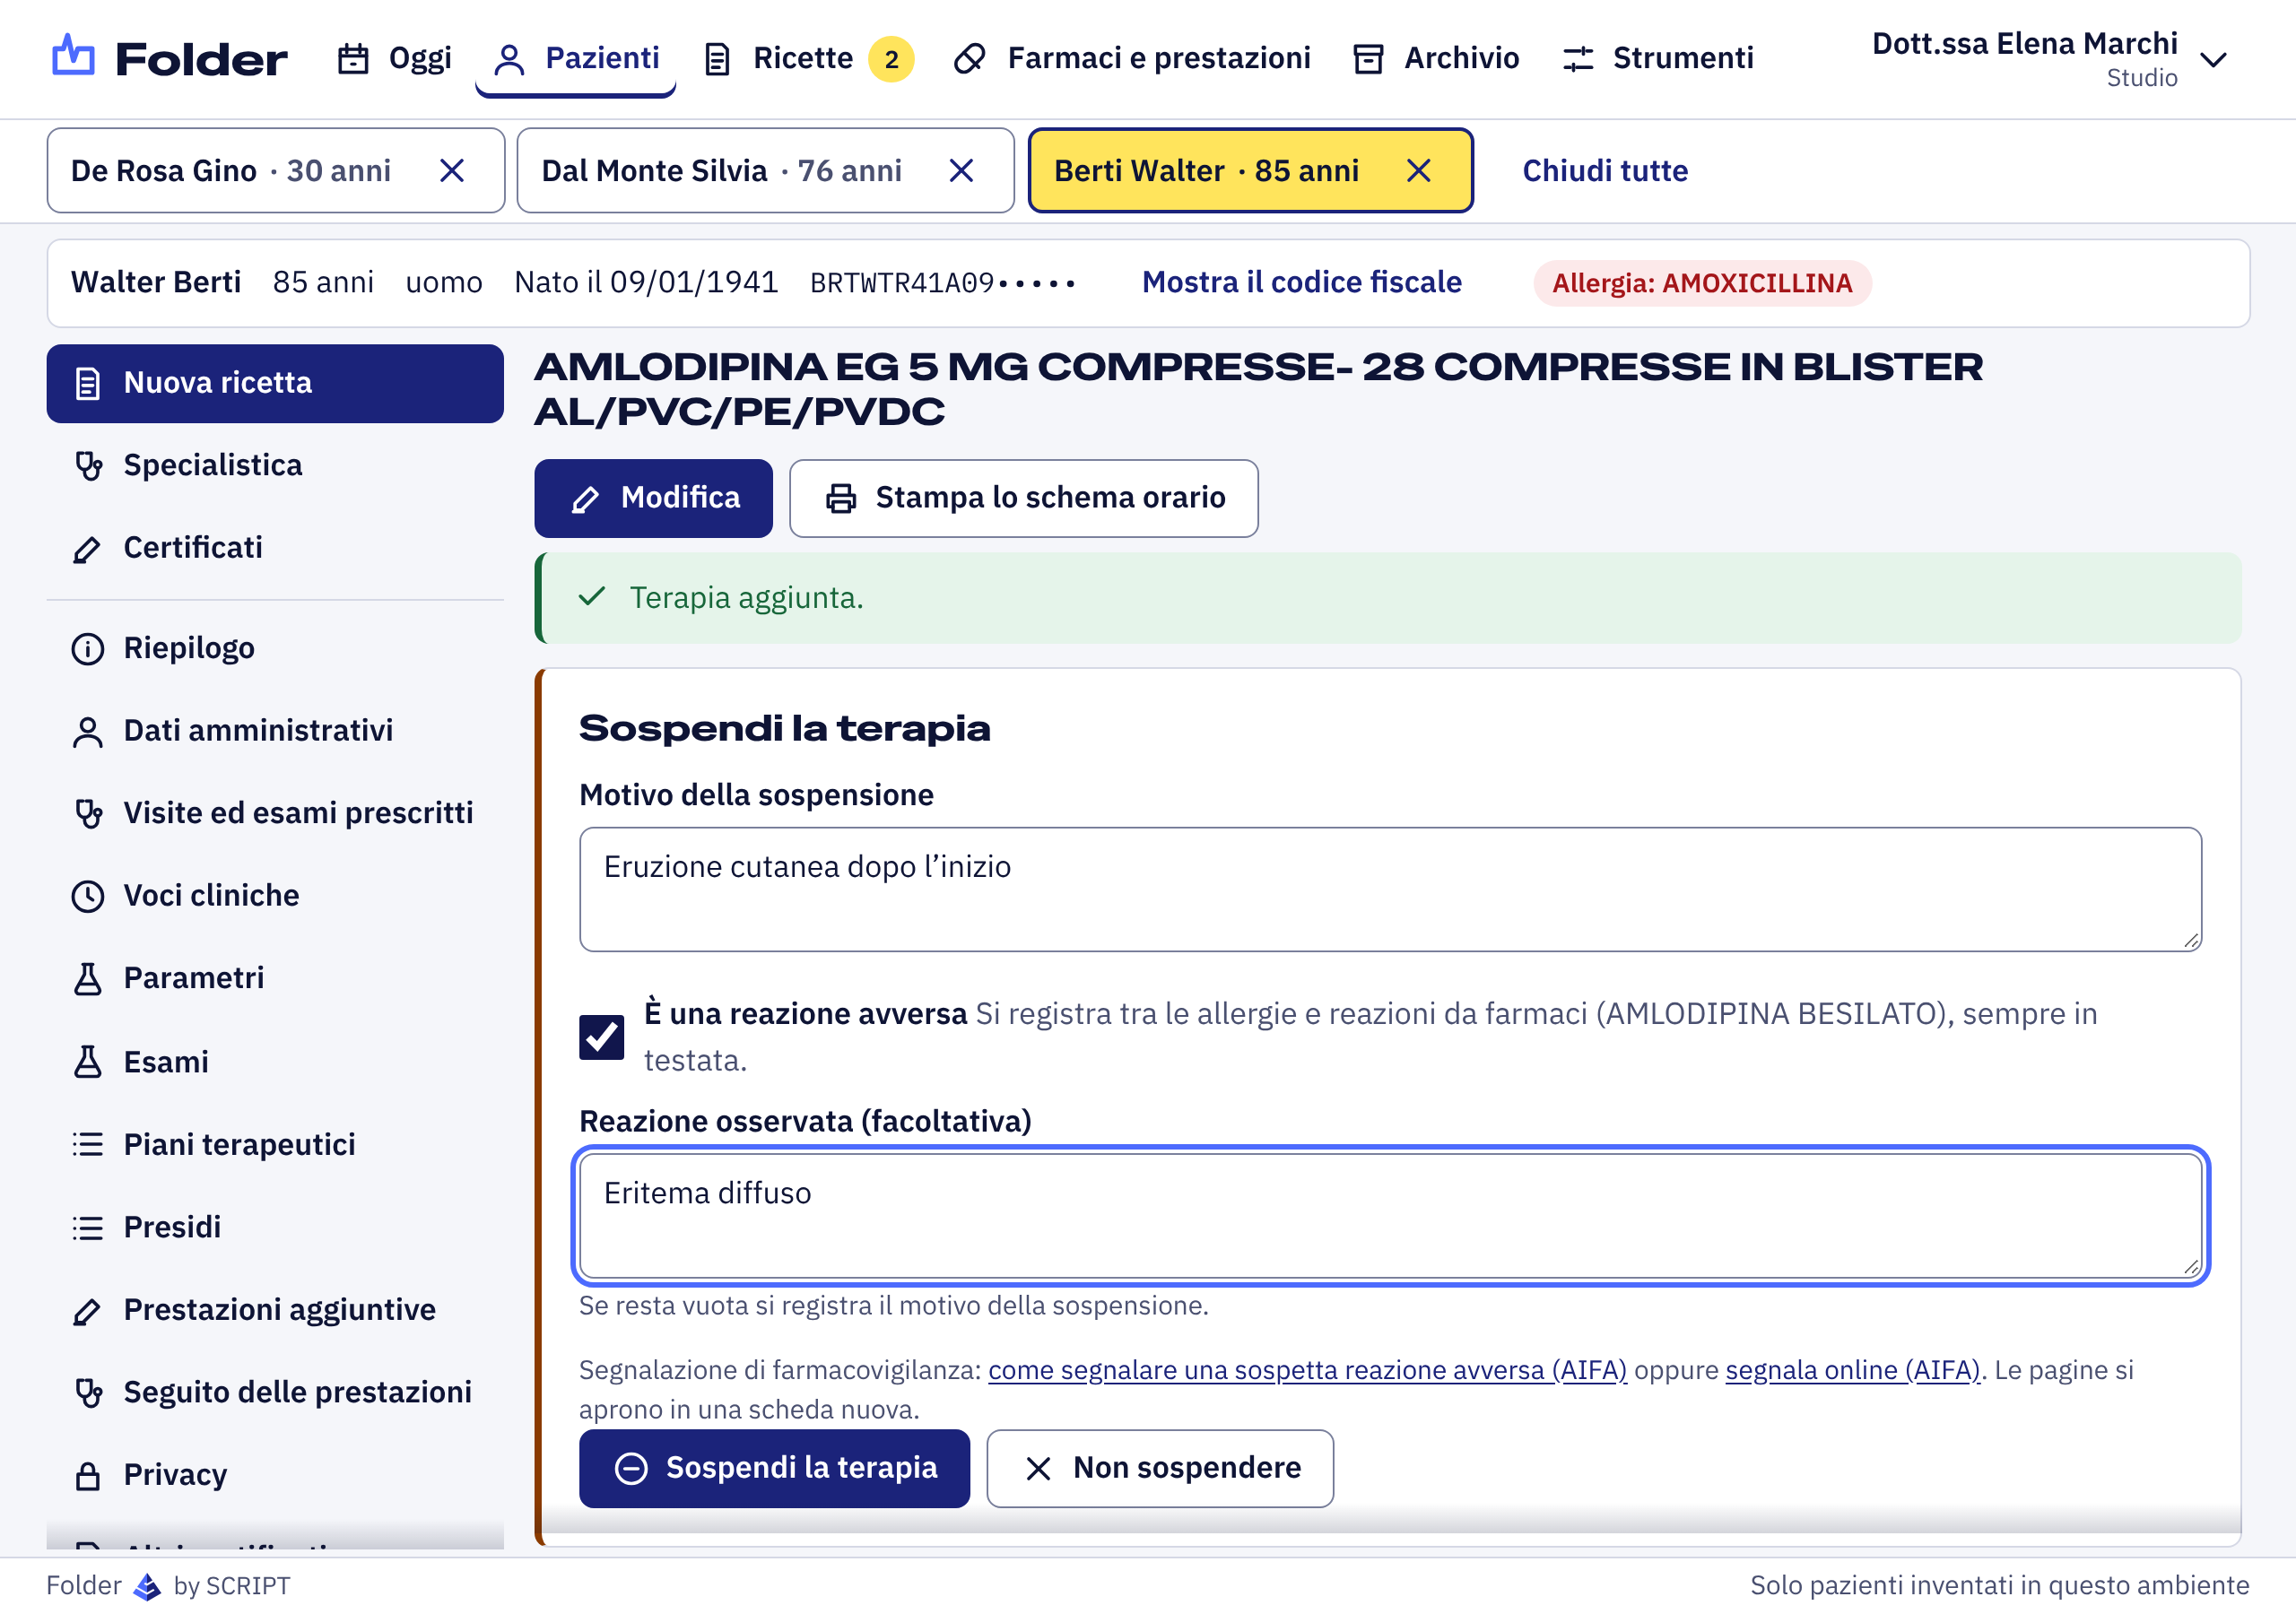 Folder
Oggi
Pazienti
Ricette 2
Farmaci e prestazioni
Archivio
Strumenti
Dott.ssa Elena Marchi
Studio
De Rosa Gino · 30 anni
Dal Monte Silvia · 76 anni
Berti Walter · 85 anni
Chiudi tutte
Walter Berti 85 anni uomo Nato il 09/01/1941 BRTWTR41A09••••• Mostra il codice fiscale Allergia: AMOXICILLINA
Nuova ricetta
Specialistica
Certificati
Riepilogo
Dati amministrativi
Visite ed esami prescritti
Voci cliniche
Parametri
Esami
Piani terapeutici
Presidi
Prestazioni aggiuntive
Seguito delle prestazioni
Privacy
AMLODIPINA EG 5 MG COMPRESSE- 28 COMPRESSE IN BLISTER
AL/PVC/PE/PVDC
Modifica
Stampa lo schema orario
Terapia aggiunta.
Sospendi la terapia
Motivo della sospensione
Eruzione cutanea dopo l’inizio
È una reazione avversa Si registra tra le allergie e reazioni da farmaci (AMLODIPINA BESILATO), sempre in
testata.
Reazione osservata (facoltativa)
Eritema diffuso
Se resta vuota si registra il motivo della sospensione.
Segnalazione di farmacovigilanza: come segnalare una sospetta reazione avversa (AIFA) oppure segnala online (AIFA). Le pagine si
aprono in una scheda nuova.
Sospendi la terapia
Non sospendere
Folder by SCRIPT
Solo pazienti inventati in questo ambiente